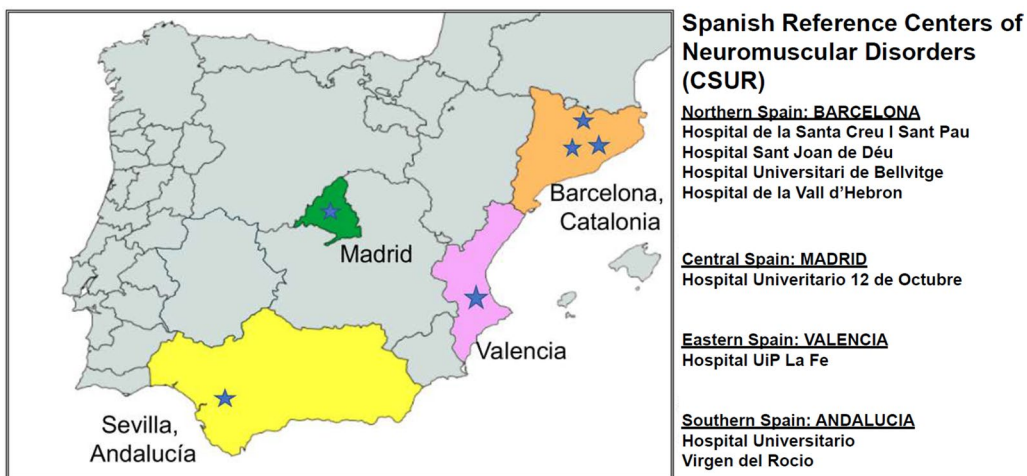 Spanish Reference Centers of
Neuromuscular Disorders
(CSUR)
Northern Spain: BARCELONA
Hospital de la Santa Creu I Sant Pau
Hospital Sant Joan de Déu
Hospital Universitari de Bellvitge
Hospital de la Vall d’Hebron
Central Spain: MADRID
Hospital Univeritario 12 de Octubre
Eastern Spain: VALENCIA
Hospital UiP La Fe
Southern Spain: ANDALUCIA
Hospital Universitario
Virgen del Rocio
Barcelona,
Catalonia
Madrid
Valencia
Sevilla,
Andalucía